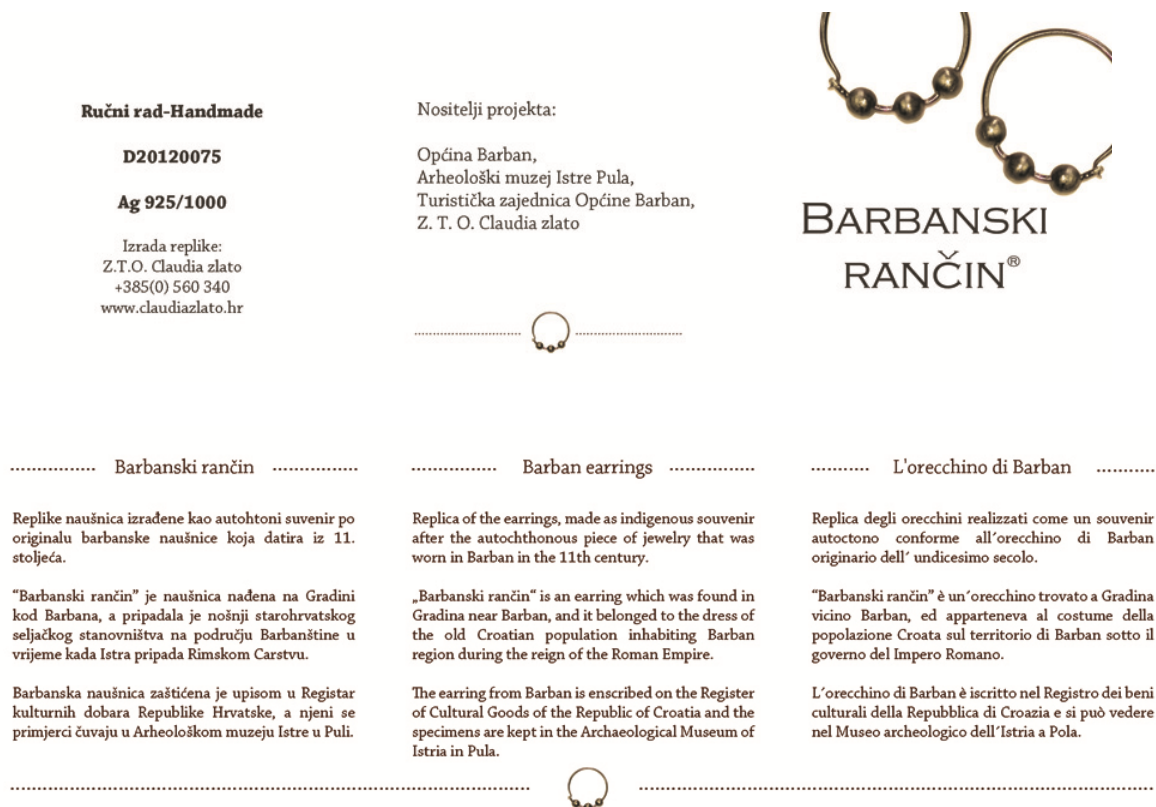 Ručni rad-Handmade
D20120075
Ag 925/1000
Izrada replike:
Z.T.O. Claudia zlato
+385(0) 560 340
www.claudiazlato.hr
Nositelji projekta:
Općina Barban,
Arheološki muzej Istre Pula,
Turistička zajednica Općine Barban,
Z. T. O. Claudia zlato
BARBANSKI
RANČIN®
Barbanski rančin
Replike naušnica izrađene kao autohtoni suvenir po
originalu barbanske naušnice koja datira iz 11.
stoljeća.
“Barbanski rančin” je naušnica nađena na Gradini
kod Barbana, a pripadala je nošnji starohrvatskog
seljačkog stanovništva na području Barbanštine u
vrijeme kada Istra pripada Rimskom Carstvu.
Barbanska naušnica zaštićena je upisom u Registar
kulturnih dobara Republike Hrvatske, a njeni se
primjerci čuvaju u Arheološkom muzeju Istre u Puli.
Barban earrings
Replica of the earrings, made as indigenous souvenir
after the autochthonous piece of jewelry that was
worn in Barban in the 11th century.
„Barbanski rančin“ is an earring which was found in
Gradina near Barban, and it belonged to the dress of
the old Croatian population inhabiting Barban
region during the reign of the Roman Empire.
The earring from Barban is enscribed on the Register
of Cultural Goods of the Republic of Croatia and the
specimens are kept in the Archaeological Museum of
Istria in Pula.
L'orecchino di Barban
Replica degli orecchini realizzati come un souvenir
autoctono conforme all´orecchino di Barban
originario dell´ undicesimo secolo.
“Barbanski rančin” è un´orecchino trovato a Gradina
vicino Barban, ed apparteneva al costume della
popolazione Croata sul territorio di Barban sotto il
governo del Impero Romano.
L´orecchino di Barban è iscritto nel Registro dei beni
culturali della Repubblica di Croazia e si può vedere
nel Museo archeologico dell´Istria a Pola.